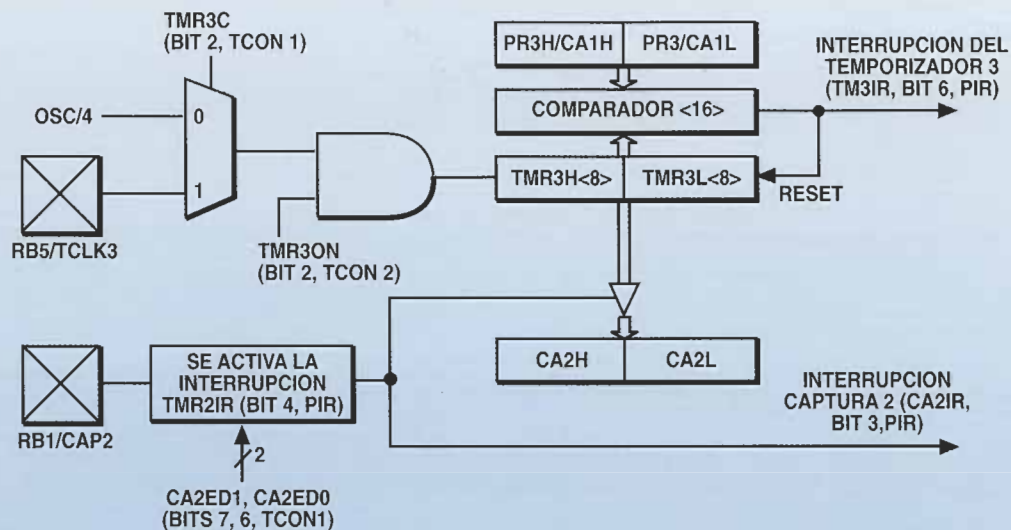 TMR3C
(BIT 2, TCON 1)
OSC/4
0
1
RB5/TCLK3
TMR3ON
(BIT 2, TCON 2)
PR3H/CA1H
PR3/CA1L
COMPARADOR <16>
TMR3H<8>
TMR3L<8>
INTERRUPCION DEL
TEMPORIZADOR 3
(TM3IR, BIT 6, PIR)
RESET
RB1/CAP2
SE ACTIVA LA
INTERRUPCION
TMR2IR (BIT 4, PIR)
2
CA2ED1, CA2ED0
(BITS 7, 6, TCON1)
CA2H
CA2L
INTERRUPCION
CAPTURA 2 (CA2IR,
BIT 3,PIR)